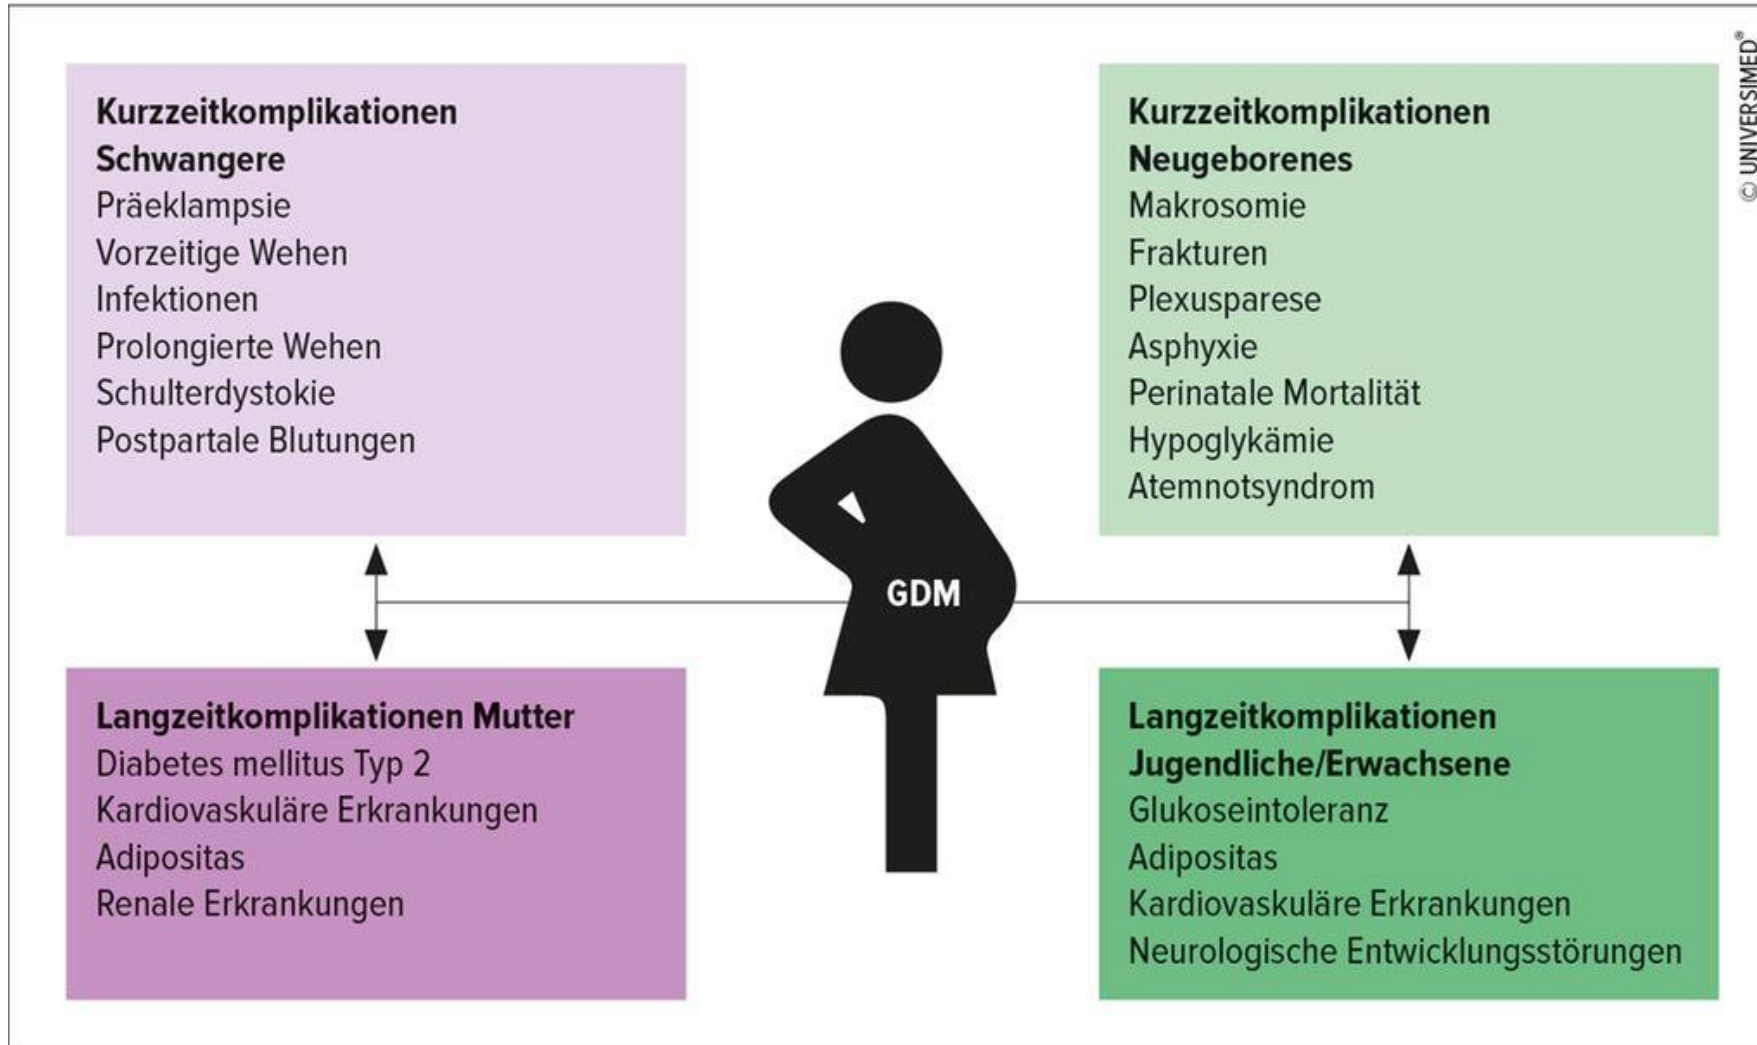 Kurzzeitkomplikationen
Schwangere
Präeklampsie
Vorzeitige Wehen
Infektionen
Prolongierte Wehen
Schulterdystokie
Postpartale Blutungen
Kurzzeitkomplikationen
Neugeborenes
Makrosomie
Frakturen
Plexusparese
Asphyxie
Perinatale Mortalität
Hypoglykämie
Atemnotsyndrom
© UNIVERSIMED®
GDM
Langzeitkomplikationen Mutter
Diabetes mellitus Typ 2
Kardiovaskuläre Erkrankungen
Adipositas
Renale Erkrankungen
Langzeitkomplikationen
Jugendliche/Erwachsene
Glukoseintoleranz
Adipositas
Kardiovaskuläre Erkrankungen
Neurologische Entwicklungsstörungen